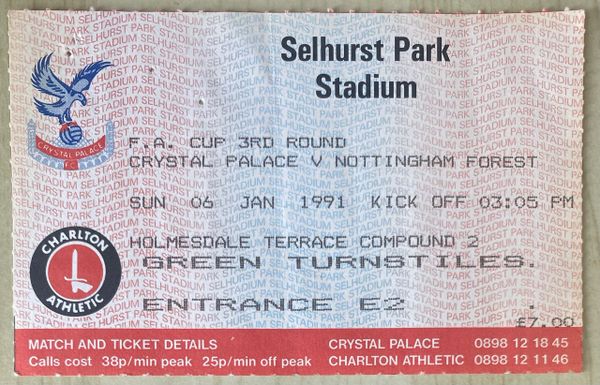 Selhurst Park
Stadium
CRYSTAL PALACE
F.C.
F.A. CUP 3RD ROUND
CRYSTAL PALACE V NOTTINGHAM FOREST
SUN 06 JAN 1991 KICK OFF 03:05 PM
HOLMESDALE TERRACE COMPOUND 2
GREEN TURNSTILES.
CHARLTON
ATHLETIC
ENTRANCE E2
£7.00
MATCH AND TICKET DETAILS CRYSTAL PALACE 0898 12 18 45
Calls cost 38p/min peak 25p/min off peak CHARLTON ATHLETIC 0898 12 11 46